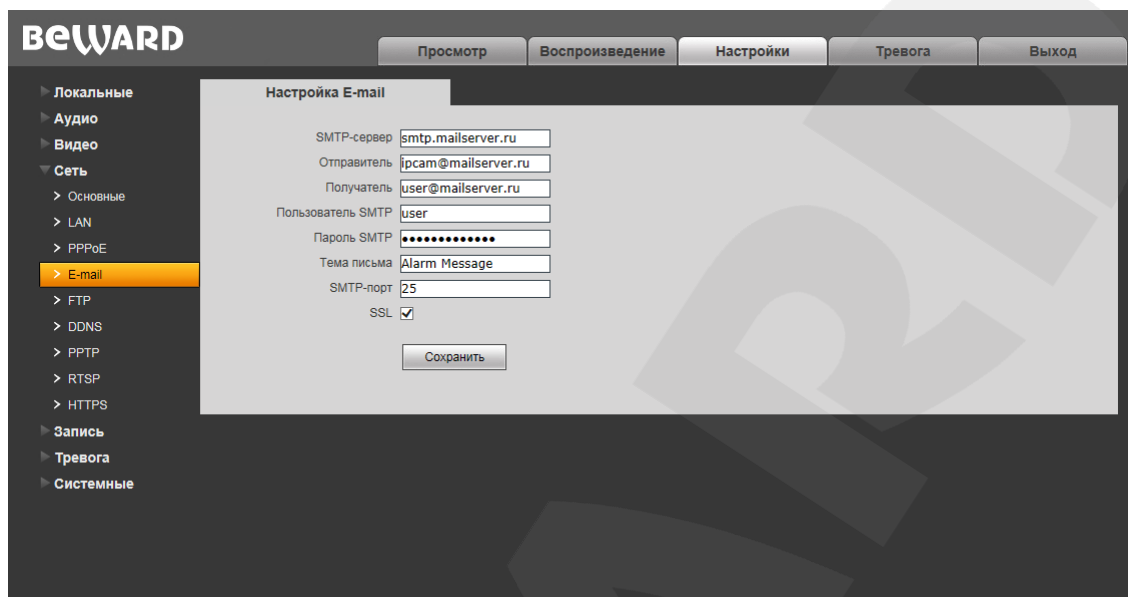 BEWARD
Просмотр
Воспроизведение
Настройки
Тревога
Выход
Локальные
Аудио
Видео
Сеть
Основные
LAN
PPPoE
E-mail
FTP
DDNS
PPTP
RTSP
HTTPS
Запись
Тревога
Системные
Настройка E-mail
SMTP-сервер smtp.mailserver.ru
Отправитель ipcam@mailserver.ru
Получатель user@mailserver.ru
Пользователь SMTP user
Пароль SMTP •••••••••••••
Тема письма Alarm Message
SMTP-порт 25
SSL
Сохранить